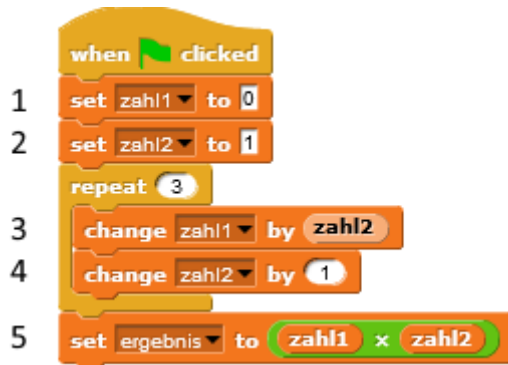 when clicked
1 set zahl1 to 0
2 set zahl2 to 1
repeat 3
3 change zahl1 by zahl2
4 change zahl2 by 1
5 set ergebnis to zahl1 × zahl2